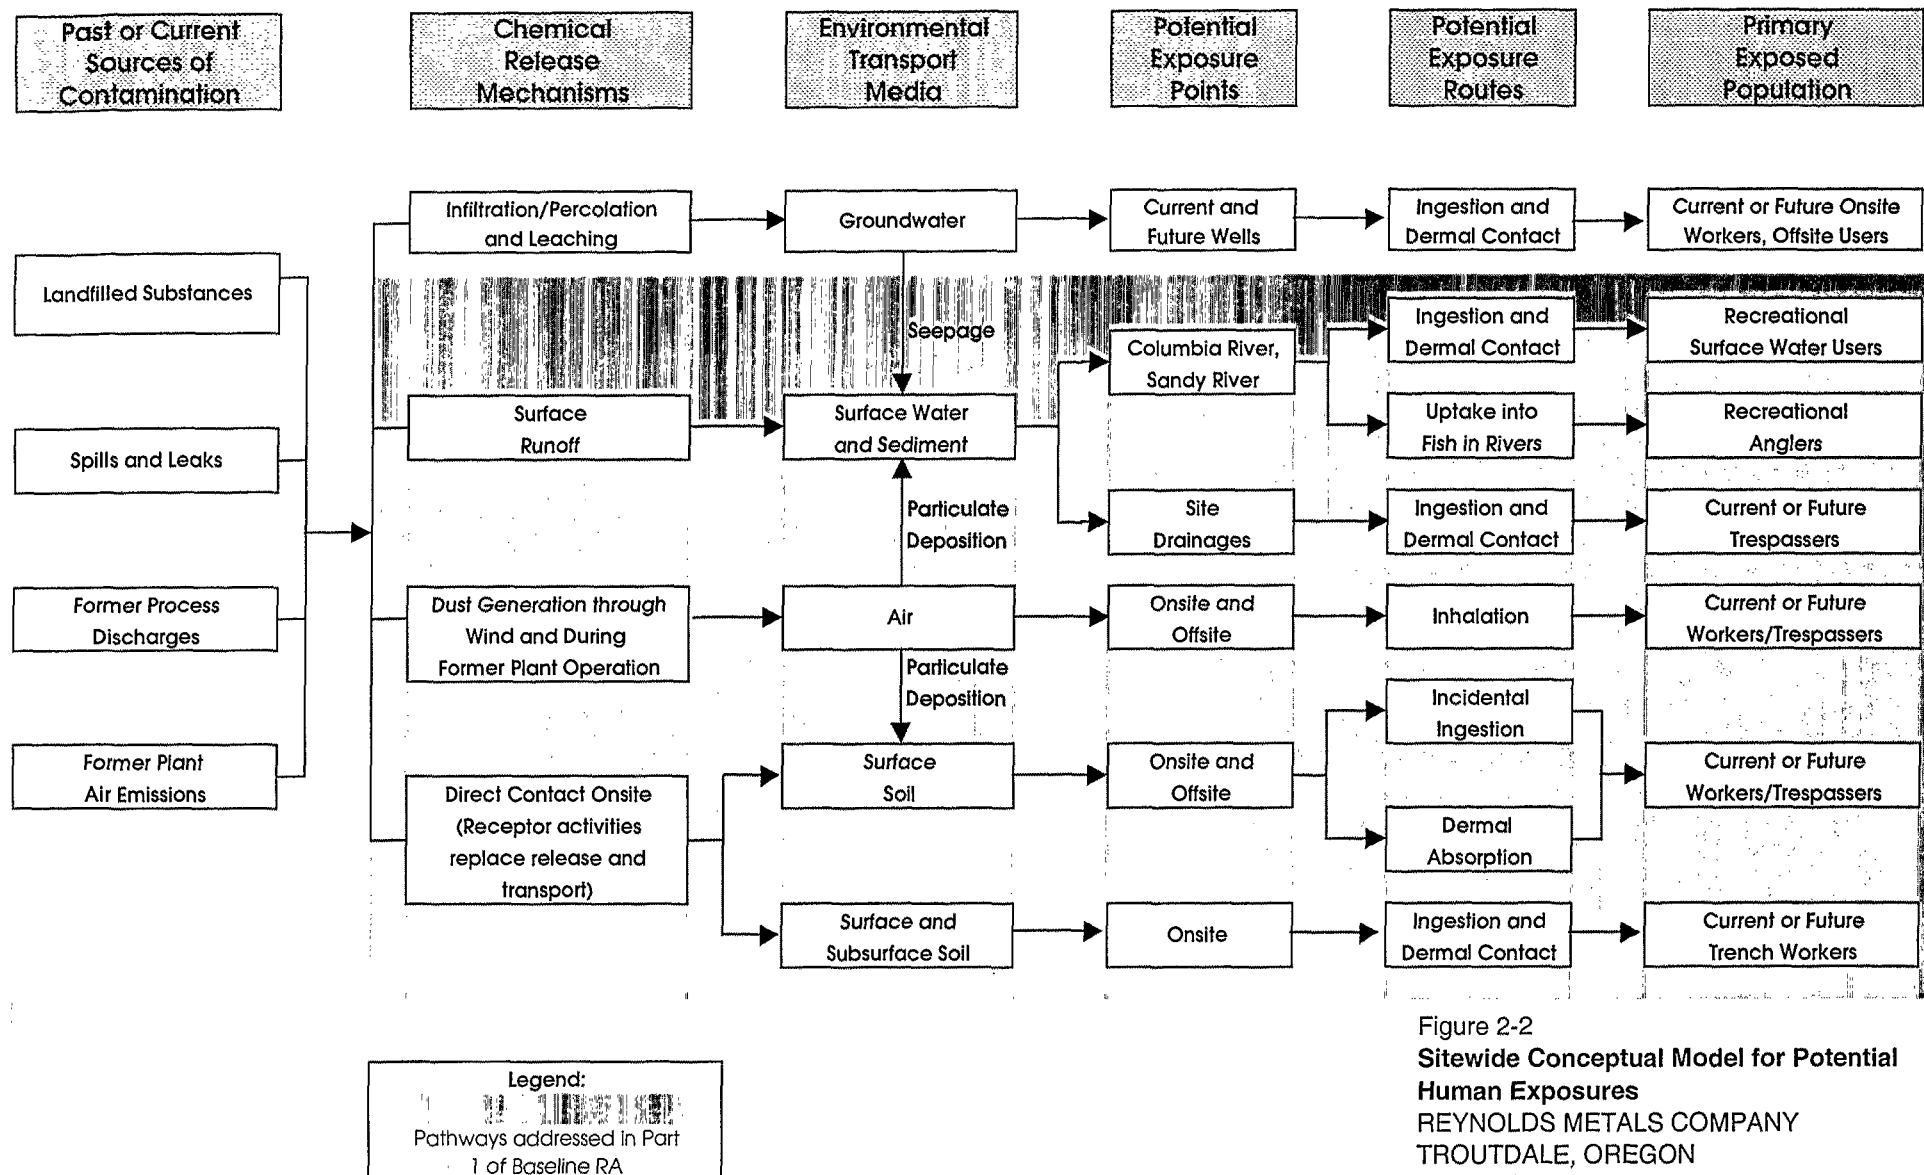 Past or Current
Sources of
Contamination
Chemical
Release
Mechanisms
Environmental
Transport
Media
Potential
Exposure
Points
Potential
Exposure
Routes
Primary
Exposed
Population
Landfilled Substances
Spills and Leaks
Former Process
Discharges
Former Plant
Air Emissions
Infiltration/Percolation
and Leaching
Groundwater
Current and
Future Wells
Ingestion and
Dermal Contact
Current or Future Onsite
Workers, Offsite Users
Seepage
Surface
Runoff
Surface Water
and Sediment
Columbia River,
Sandy River
Ingestion and
Dermal Contact
Recreational
Surface Water Users
Uptake into
Fish in Rivers
Recreational
Anglers
Site
Drainages
Ingestion and
Dermal Contact
Current or Future
Trespassers
Particulate
Deposition
Dust Generation through
Wind and During
Former Plant Operation
Air
Onsite and
Offsite
Inhalation
Current or Future
Workers/Trespassers
Particulate
Deposition
Direct Contact Onsite
(Receptor activities
replace release and
transport)
Surface
Soil
Onsite and
Offsite
Incidental
Ingestion
Dermal
Absorption
Current or Future
Workers/Trespassers
Surface and
Subsurface Soil
Onsite
Ingestion and
Dermal Contact
Current or Future
Trench Workers
Legend:
Pathways addressed in Part
1 of Baseline RA
Figure 2-2
Sitewide Conceptual Model for Potential
Human Exposures
REYNOLDS METALS COMPANY
TROUTDALE, OREGON